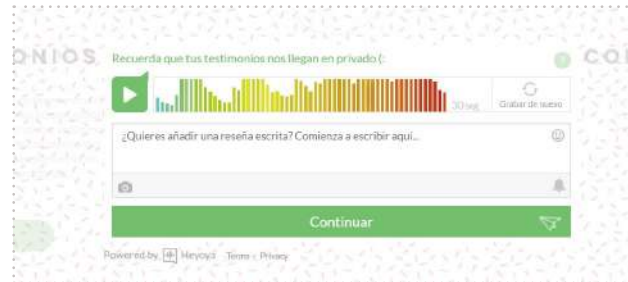 ONIOS
Recuerda que tus testimonios nos llegan en privado (:
30 seg
Grabar de nuevo
¿Quieres añadir una reseña escrita? Comienza a escribir aquí...
Continuar
Powered by Heyoya Terms - Privacy